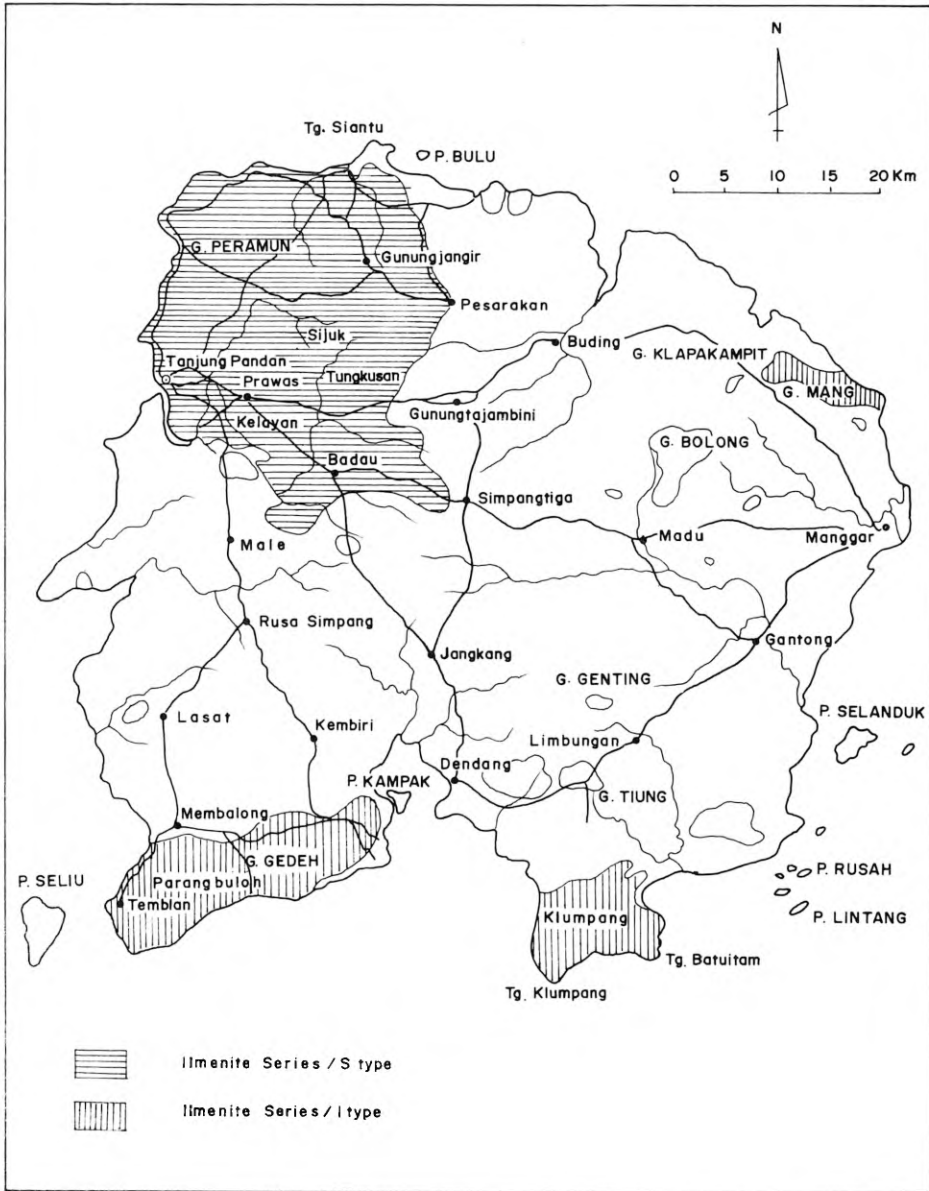 N
Tg. Siantu
P. BULU
0 5 10 15 20 Km
G. PERAMUN
Gunungjangir
Pesarakan
Sijuk
Buding
G. KLAPAKAMPIT
Tanjung Pandan
Tungkusan
G. MANG
Prawas
Gunungtajambini
Kelayan
G. BOLONG
Badau
Simpangtiga
Male
Madu
Manggar
Rusa Simpang
Gantong
Jangkang
G. GENTING
Lasat
P. SELANDUK
Kembiri
Limbungan
Dendang
P. KAMPAK
G. TIUNG
Membalong
G. GEDEH
P. SELIU
Parangbuloh
P. RUSAH
Temblan
Klumpang
P. LINTANG
Tg. Batuitam
Tg. Klumpang
Ilmenite Series / S type
Ilmenite Series / I type